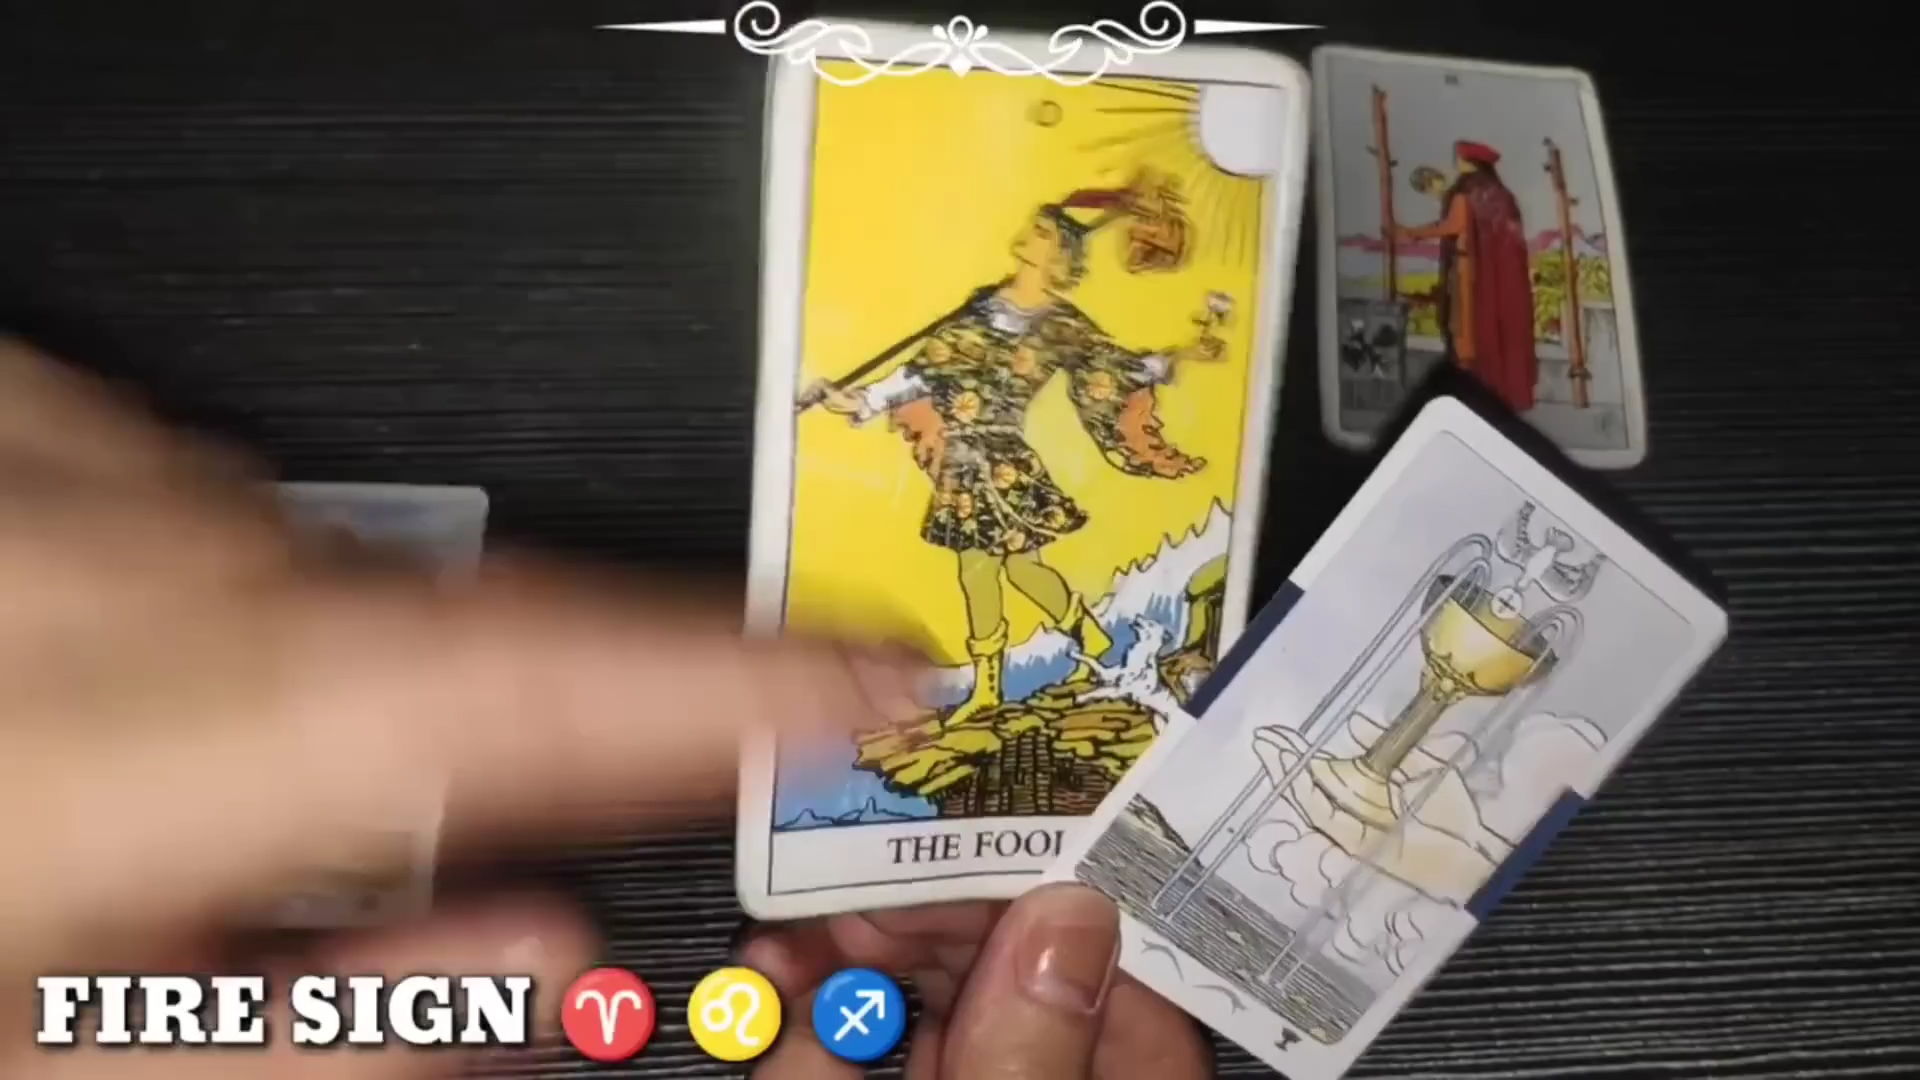 THE FOOL
FIRE SIGN ♈ ♌ ♐